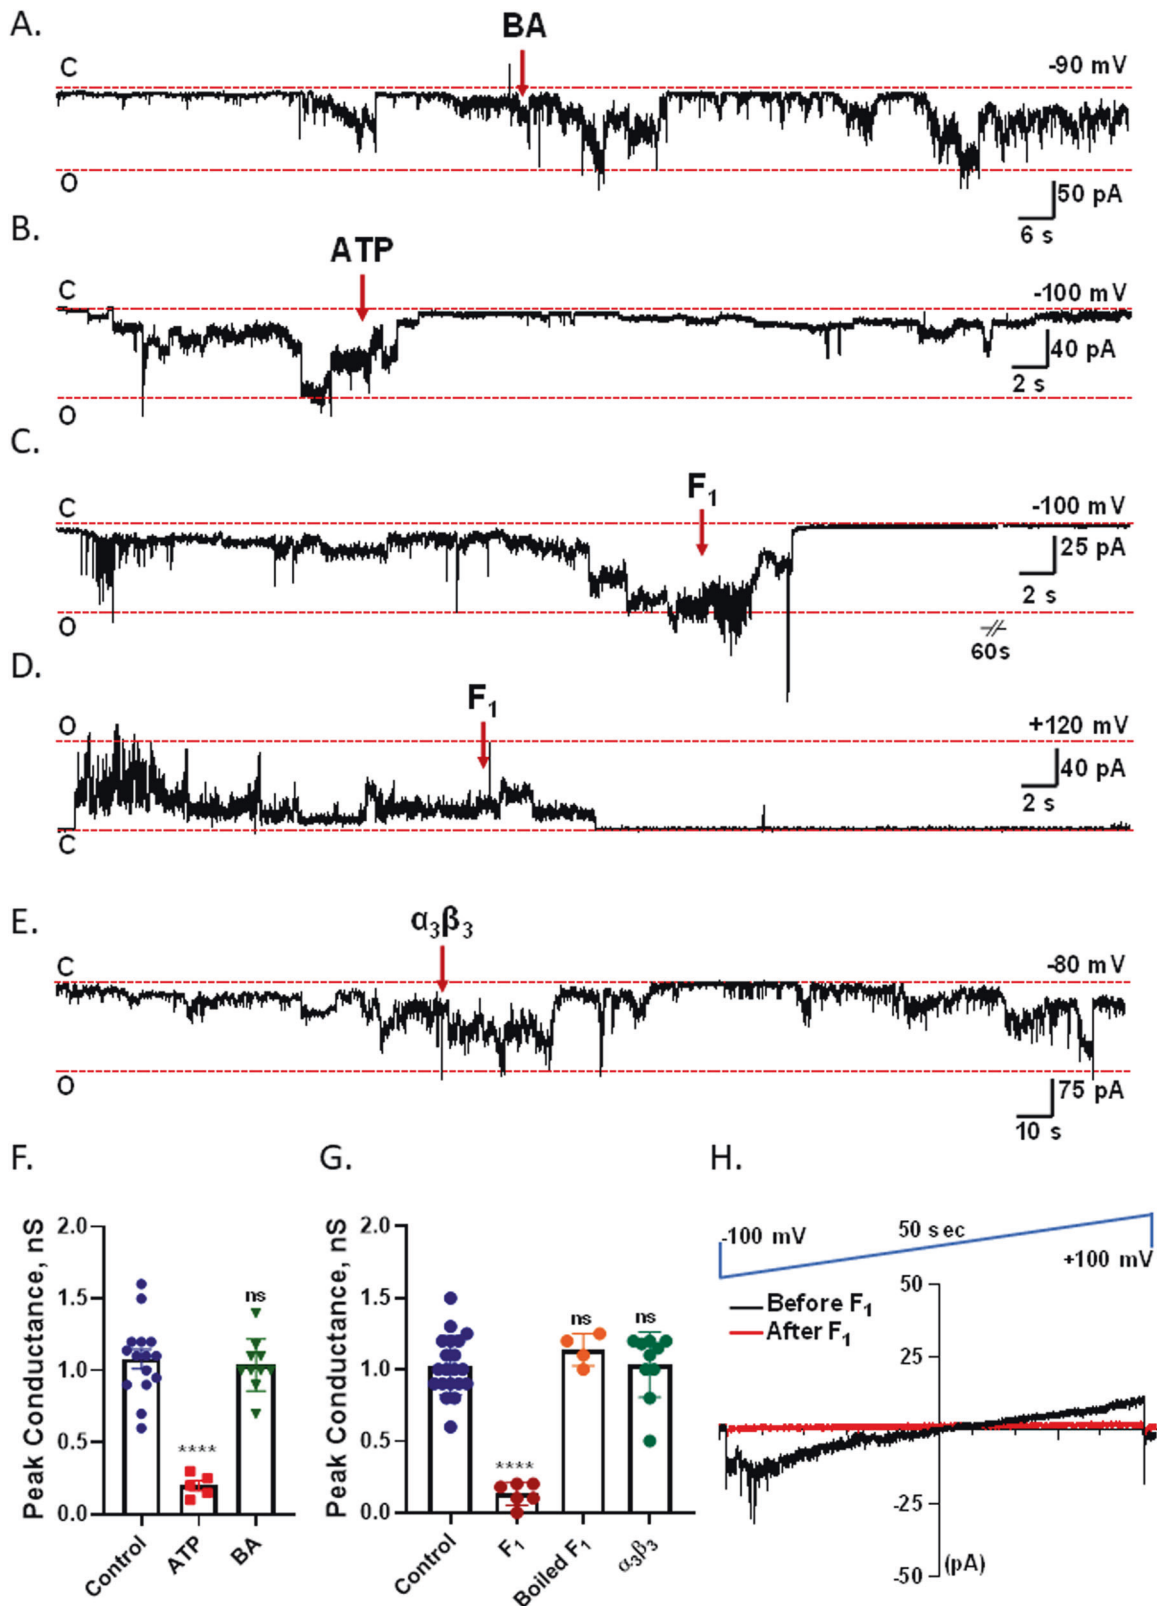 A.
BA
C
-90 mV
O
50 pA
6 s
B.
ATP
C
-100 mV
40 pA
2 s
O
C.
F₁
C
-100 mV
25 pA
2 s
O
60s
D.
F₁
O
+120 mV
40 pA
2 s
C
E.
α₃β₃
C
-80 mV
O
75 pA
10 s
F.
Peak Conductance, nS
2.0
1.5
1.0
0.5
0.0
ns
****
Control
ATP
BA
G.
Peak Conductance, nS
2.0
1.5
1.0
0.5
0.0
ns
ns
****
Control
F₁
Boiled F₁
α₃β₃
H.
-100 mV
50 sec
+100 mV
Before F₁
After F₁
50
25
-25
-50
(pA)